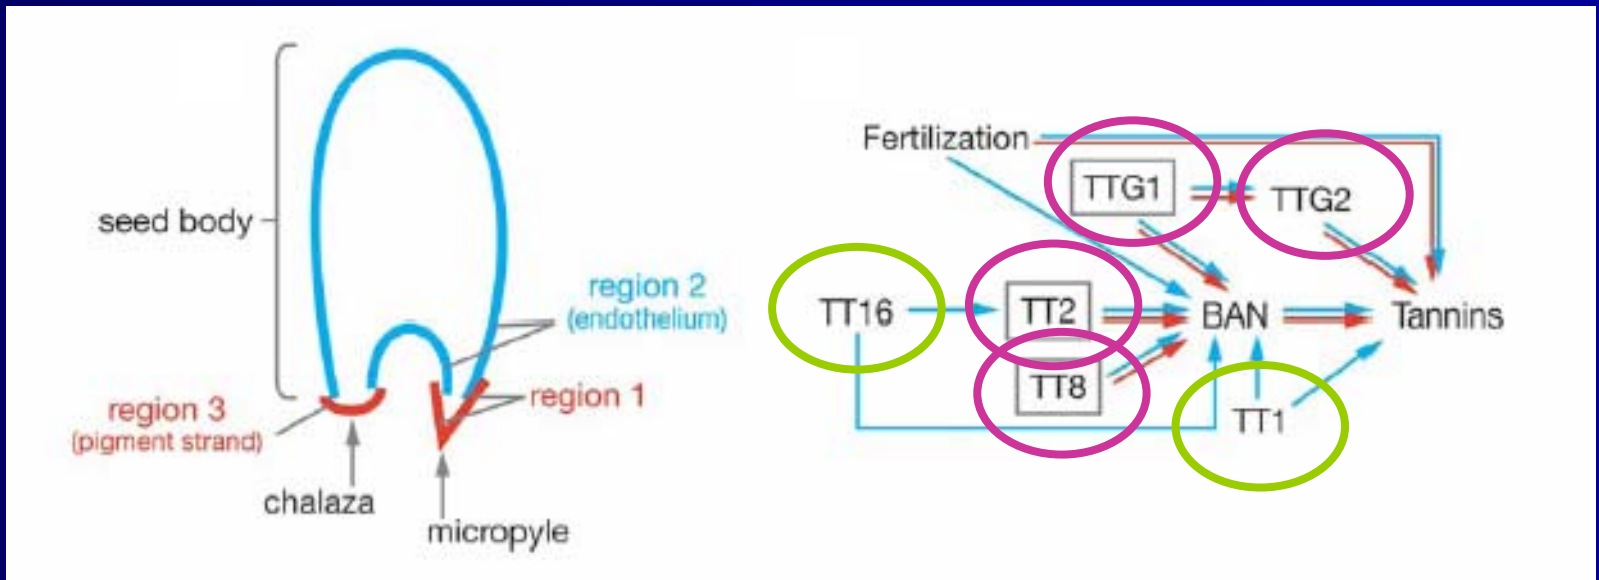 seed body
region 2
(endothelium)
region 3
(pigment strand)
region 1
chalaza
micropyle
Fertilization
TTG1
TTG2
TT16
TT2
BAN
Tannins
TT8
TT1